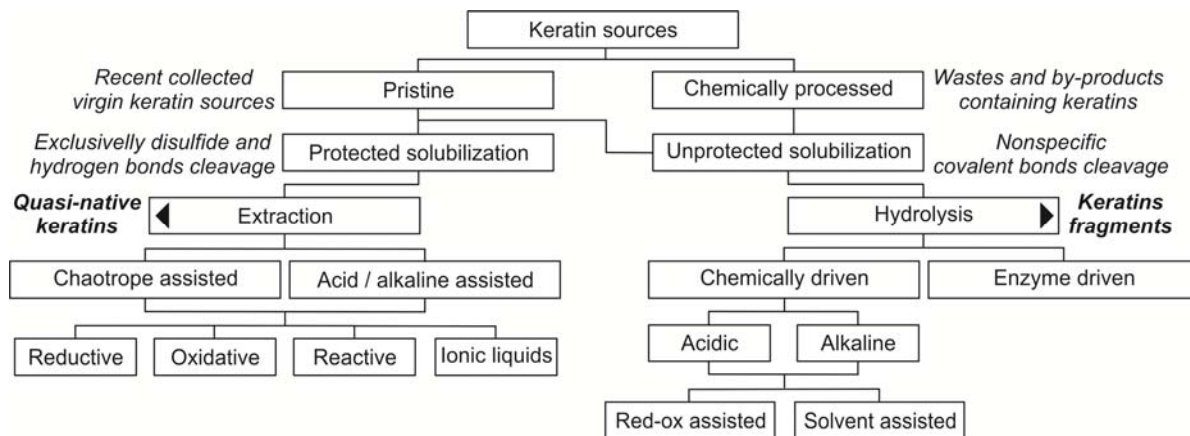 Keratin sources
Recent collected
virgin keratin sources
Pristine
Chemically processed
Wastes and by-products
containing keratins
Exclusivelly disulfide and
hydrogen bonds cleavage
Protected solubilization
Unprotected solubilization
Nonspecific
covalent bonds cleavage
Quasi-native
keratins
Extraction
Hydrolysis
Keratins
fragments
Chaotrope assisted
Acid / alkaline assisted
Chemically driven
Enzyme driven
Reductive
Oxidative
Reactive
Ionic liquids
Acidic
Alkaline
Red-ox assisted
Solvent assisted